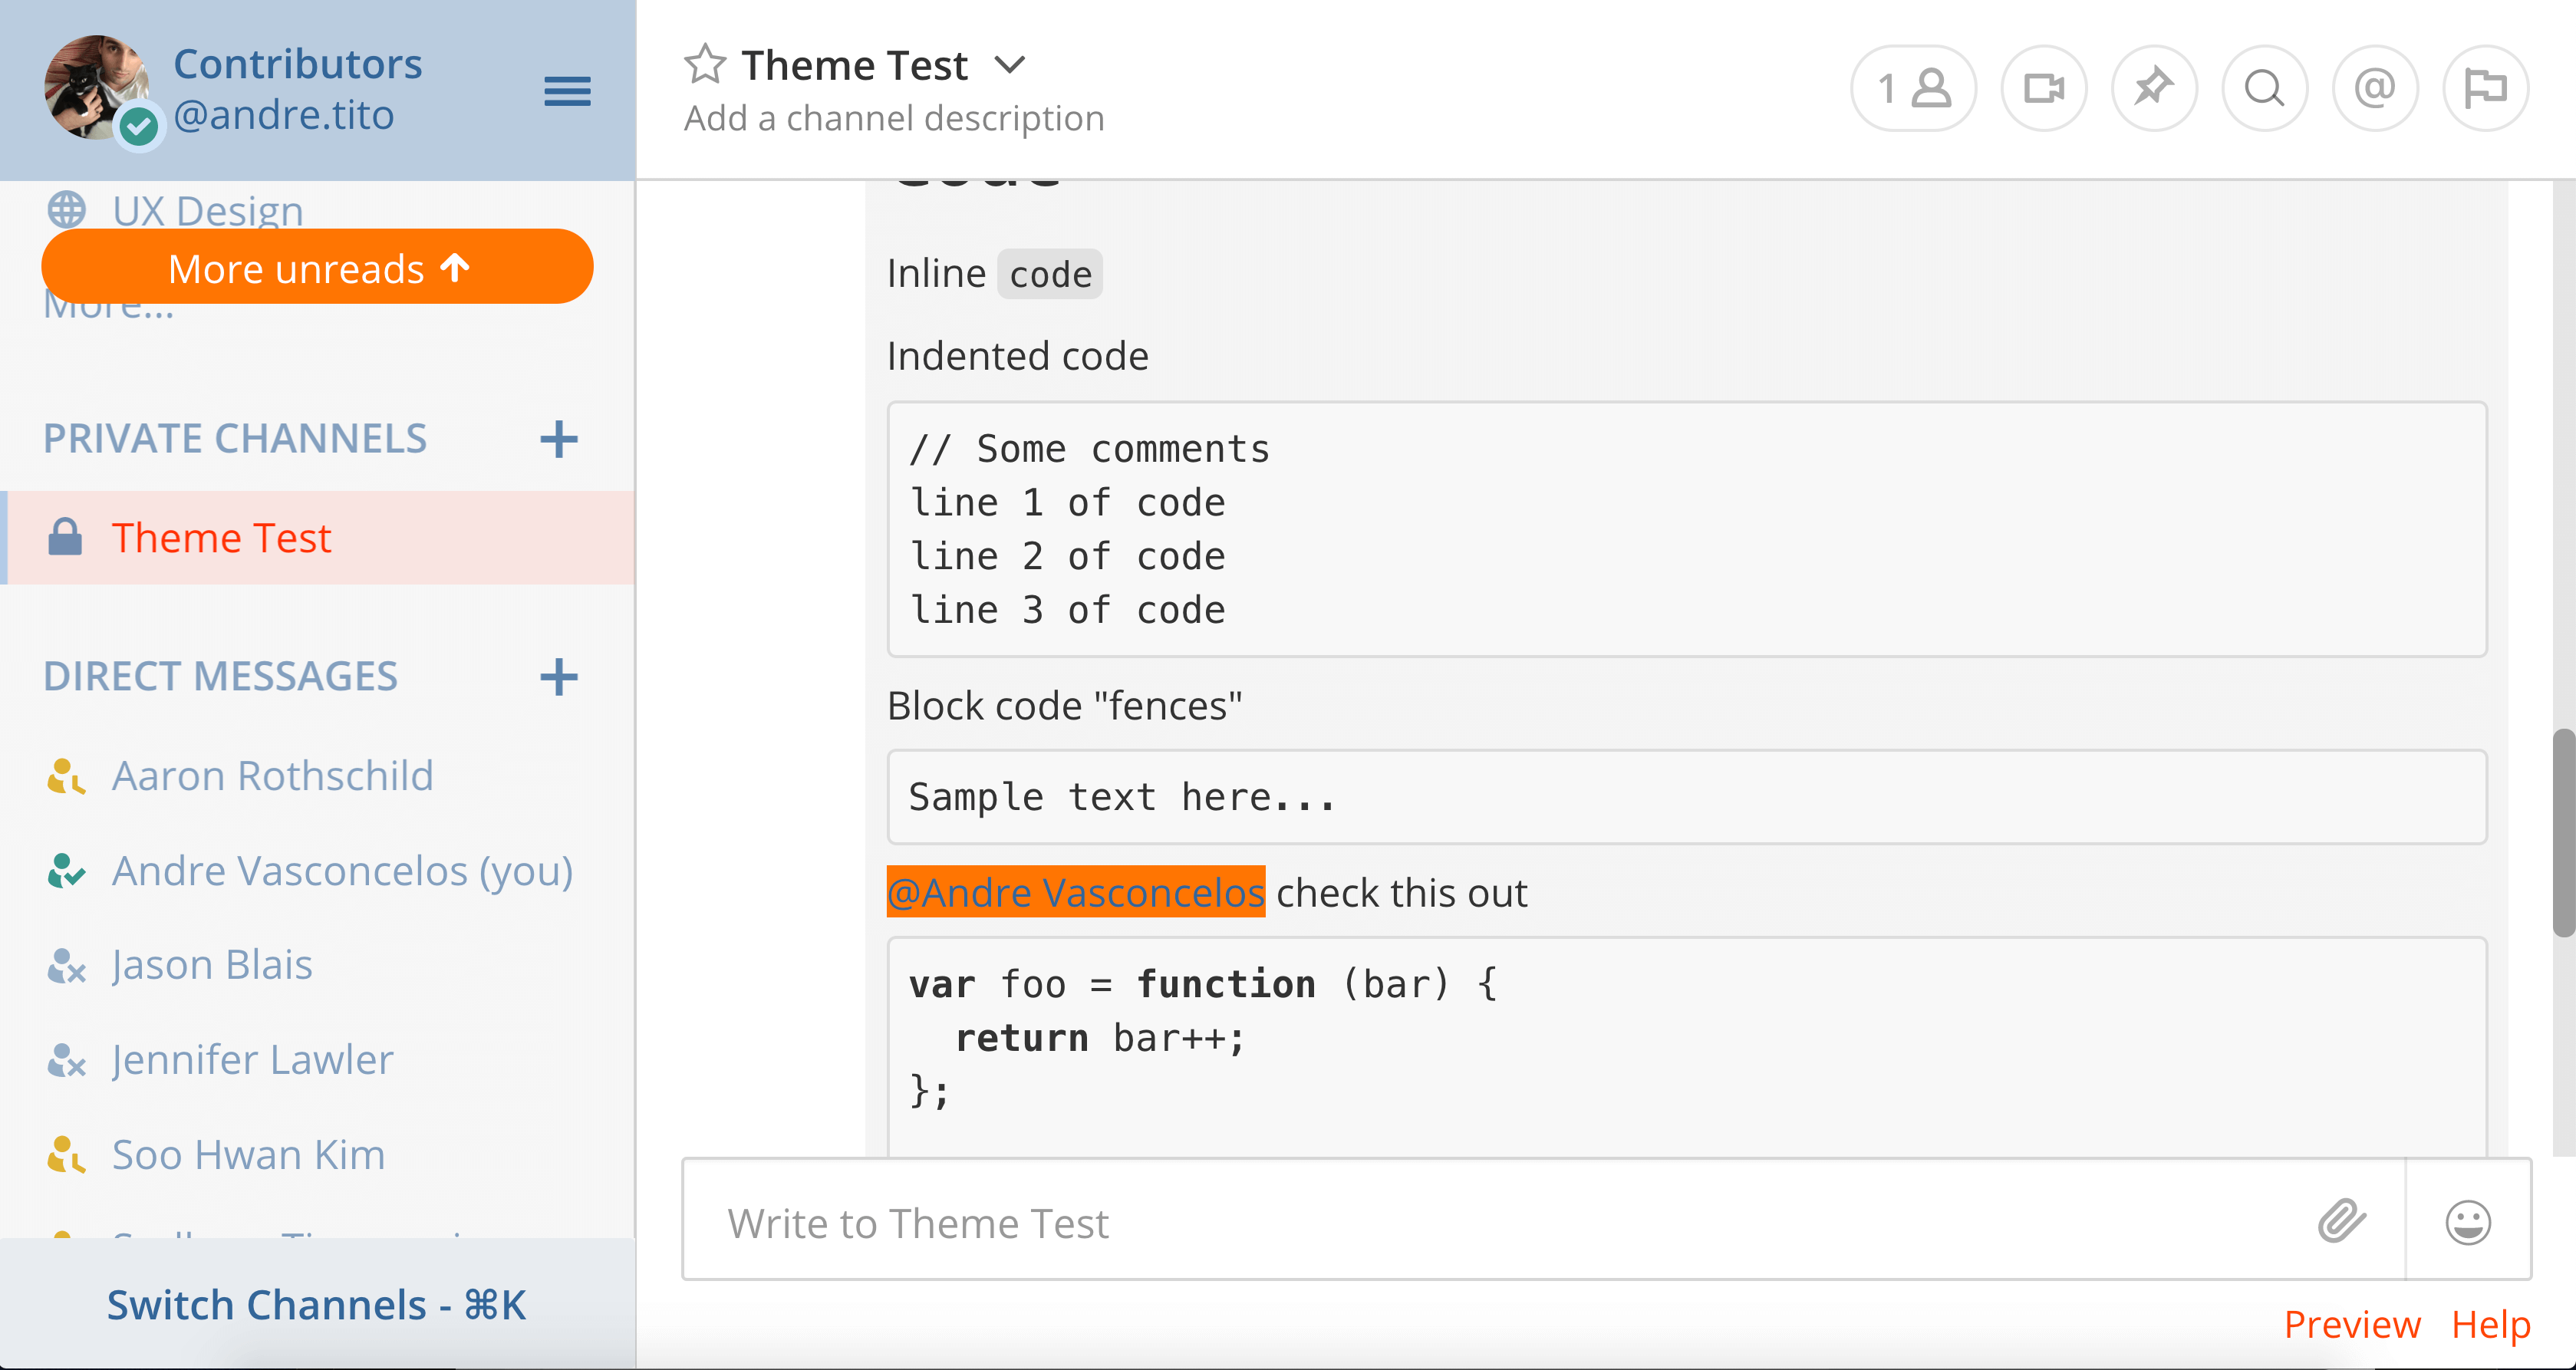 Contributors
@andre.tito
UX Design
More unreads
More...
PRIVATE CHANNELS +
Theme Test
DIRECT MESSAGES +
Aaron Rothschild
Andre Vasconcelos (you)
Jason Blais
Jennifer Lawler
Soo Hwan Kim
Switch Channels - ⌘K
Theme Test
Add a channel description
1
@
Inline code
Indented code
// Some comments
line 1 of code
line 2 of code
line 3 of code
Block code "fences"
Sample text here...
@Andre Vasconcelos check this out
var foo = function (bar) {
  return bar++;
};
Write to Theme Test
Preview Help